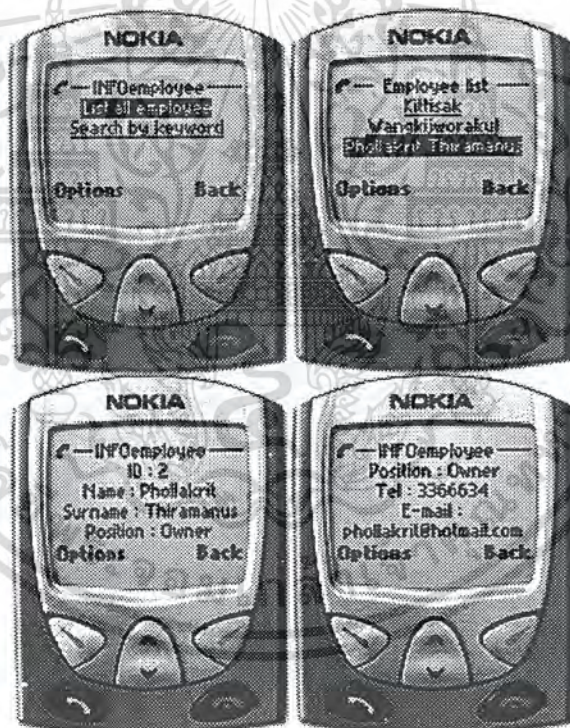 NOKIA
INFOemployee
List all employee
Search by keyword
Options Back
NOKIA
Employee list
Kittisak
Wangkijworakul
Phollakrit Thiramanus
Options Back
NOKIA
INFOemployee
ID : 2
Name : Phollakrit
Surname : Thiramanus
Position : Owner
Options Back
NOKIA
INFOemployee
Position : Owner
Tel : 3366634
E-mail :
phollakrit@hotmail.com
Options Back